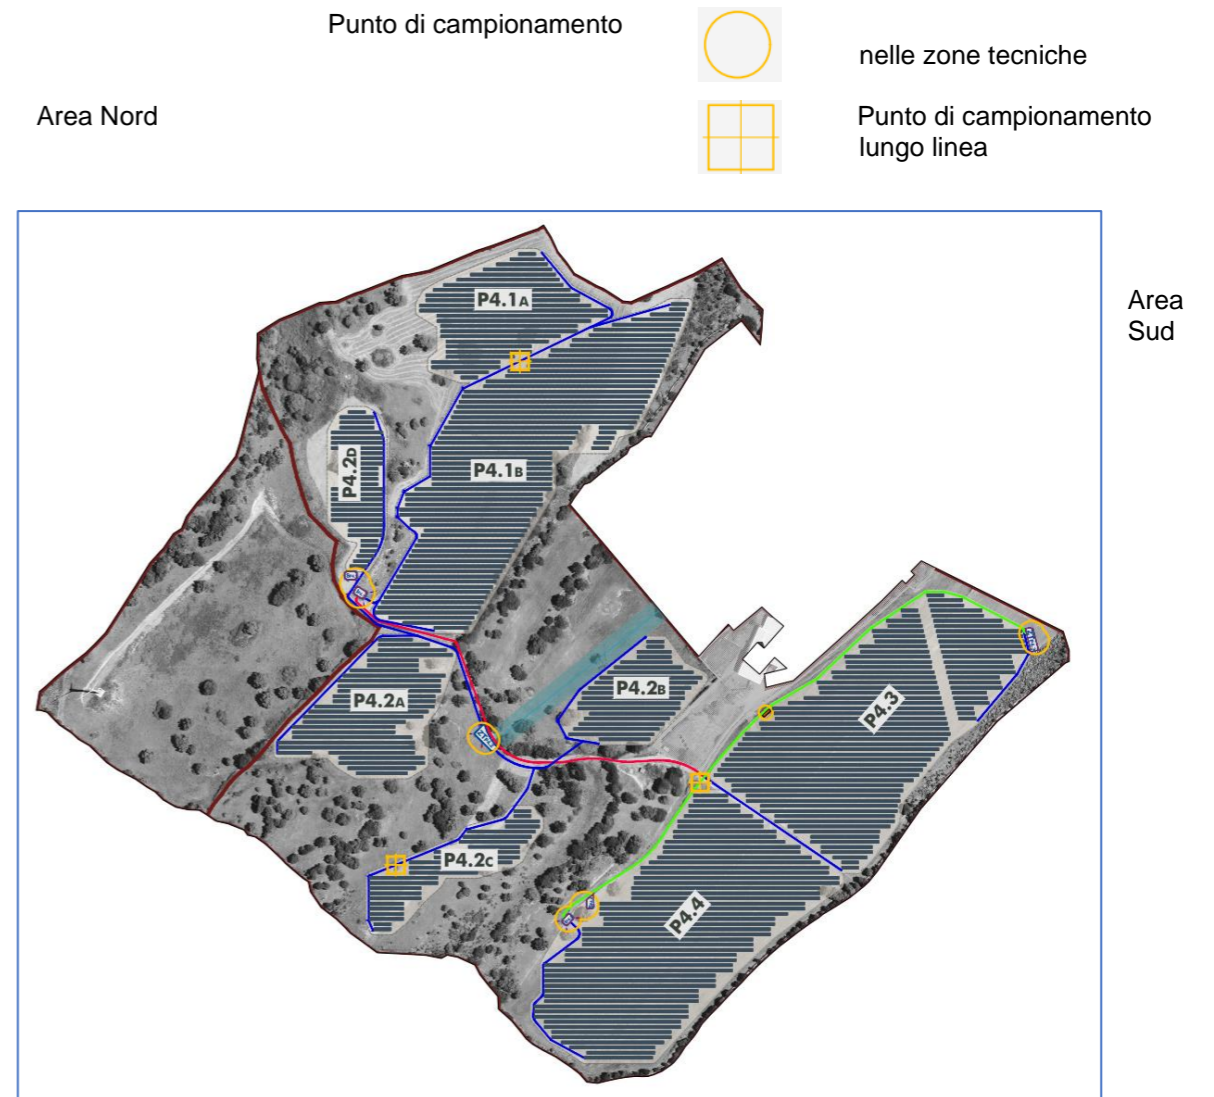 Punto di campionamento
nelle zone tecniche
Area Nord
Punto di campionamento
lungo linea
Area
Sud
P4.1A
P4.1B
P4.2D
P4.2A
P4.2B
P4.3
P4.2C
P4.4